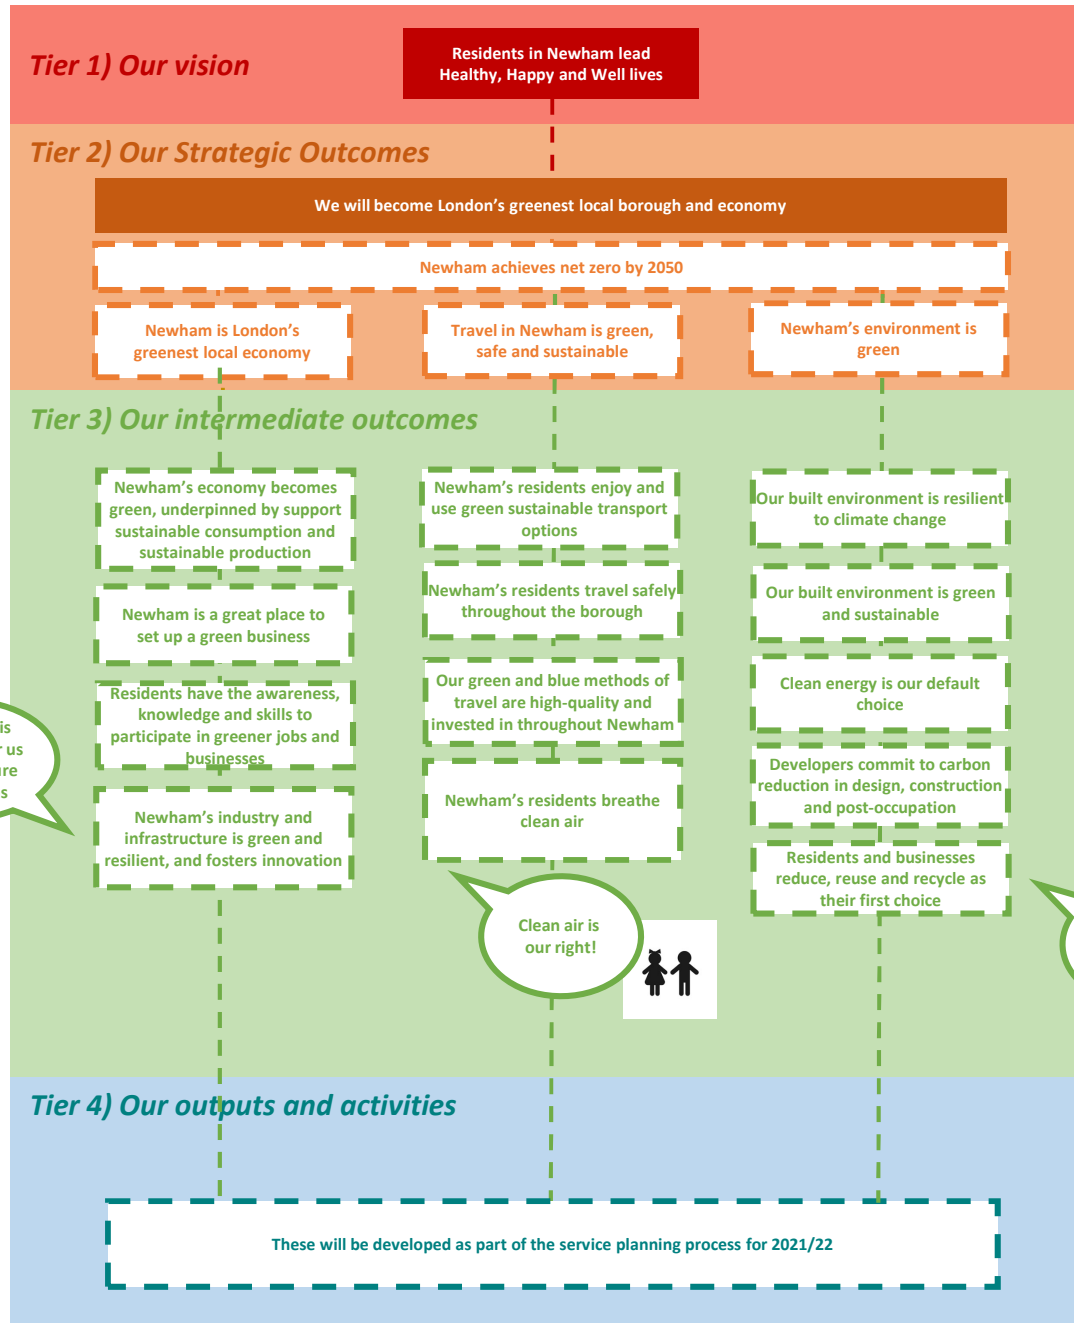 Tier 1) Our vision
Residents in Newham lead
Healthy, Happy and Well lives
Tier 2) Our Strategic Outcomes
We will become London's greenest local borough and economy
Newham achieves net zero by 2050
Newham is London's
greenest local economy
Travel in Newham is green,
safe and sustainable
Newham's environment is
green
Tier 3) Our intermediate outcomes
Newham's economy becomes
green, underpinned by support
sustainable consumption and
sustainable production
Newham is a great place to
set up a green business
Residents have the awareness,
knowledge and skills to
participate in greener jobs and
businesses
Newham's industry and
infrastructure is green and
resilient, and fosters innovation
is
us
s
Newham's residents enjoy and
use green sustainable transport
options
Newham's residents travel safely
throughout the borough
Our green and blue methods of
travel are high-quality and
invested in throughout Newham
Newham's residents breathe
clean air
Clean air is
our right!
Our built environment is resilient
to climate change
Our built environment is green
and sustainable
Clean energy is our default
choice
Developers commit to carbon
reduction in design, construction
and post-occupation
Residents and businesses
reduce, reuse and recycle as
their first choice
Tier 4) Our outputs and activities
These will be developed as part of the service planning process for 2021/22